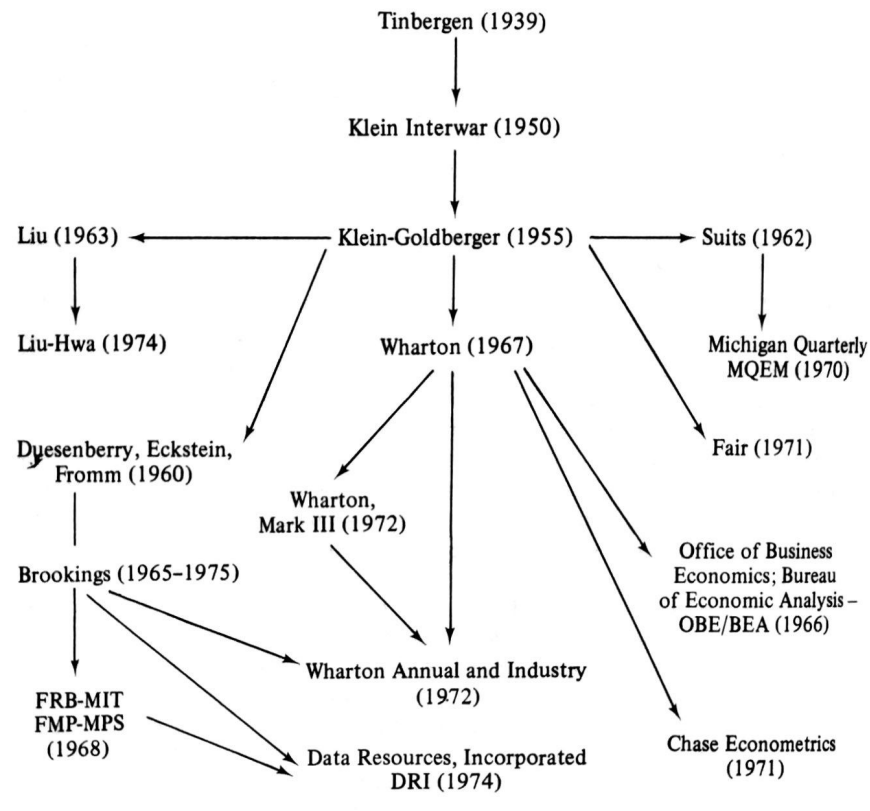 Tinbergen (1939)
Klein Interwar (1950)
Liu (1963)
Klein-Goldberger (1955)
Suits (1962)
Liu-Hwa (1974)
Wharton (1967)
Michigan Quarterly
MQEM (1970)
Duesenberry, Eckstein,
Fromm (1960)
Fair (1971)
Wharton,
Mark III (1972)
Office of Business
Economics; Bureau
of Economic Analysis–
OBE/BEA (1966)
Brookings (1965–1975)
Wharton Annual and Industry
(1972)
FRB-MIT
FMP-MPS
(1968)
Data Resources, Incorporated
DRI (1974)
Chase Econometrics
(1971)